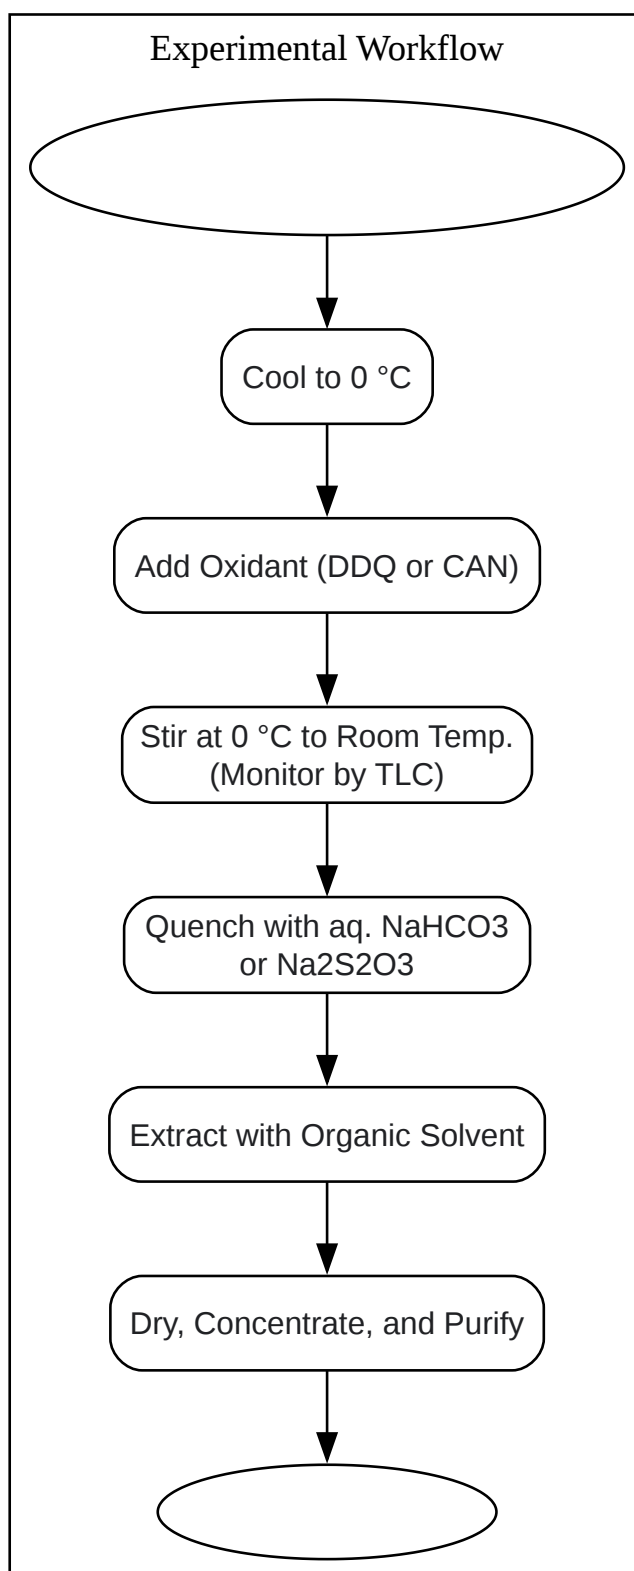 Experimental Workflow
Cool to 0 °C
Add Oxidant (DDQ or CAN)
Stir at 0 °C to Room Temp.
(Monitor by TLC)
Quench with aq. NaHCO3
or Na2S2O3
Extract with Organic Solvent
Dry, Concentrate, and Purify